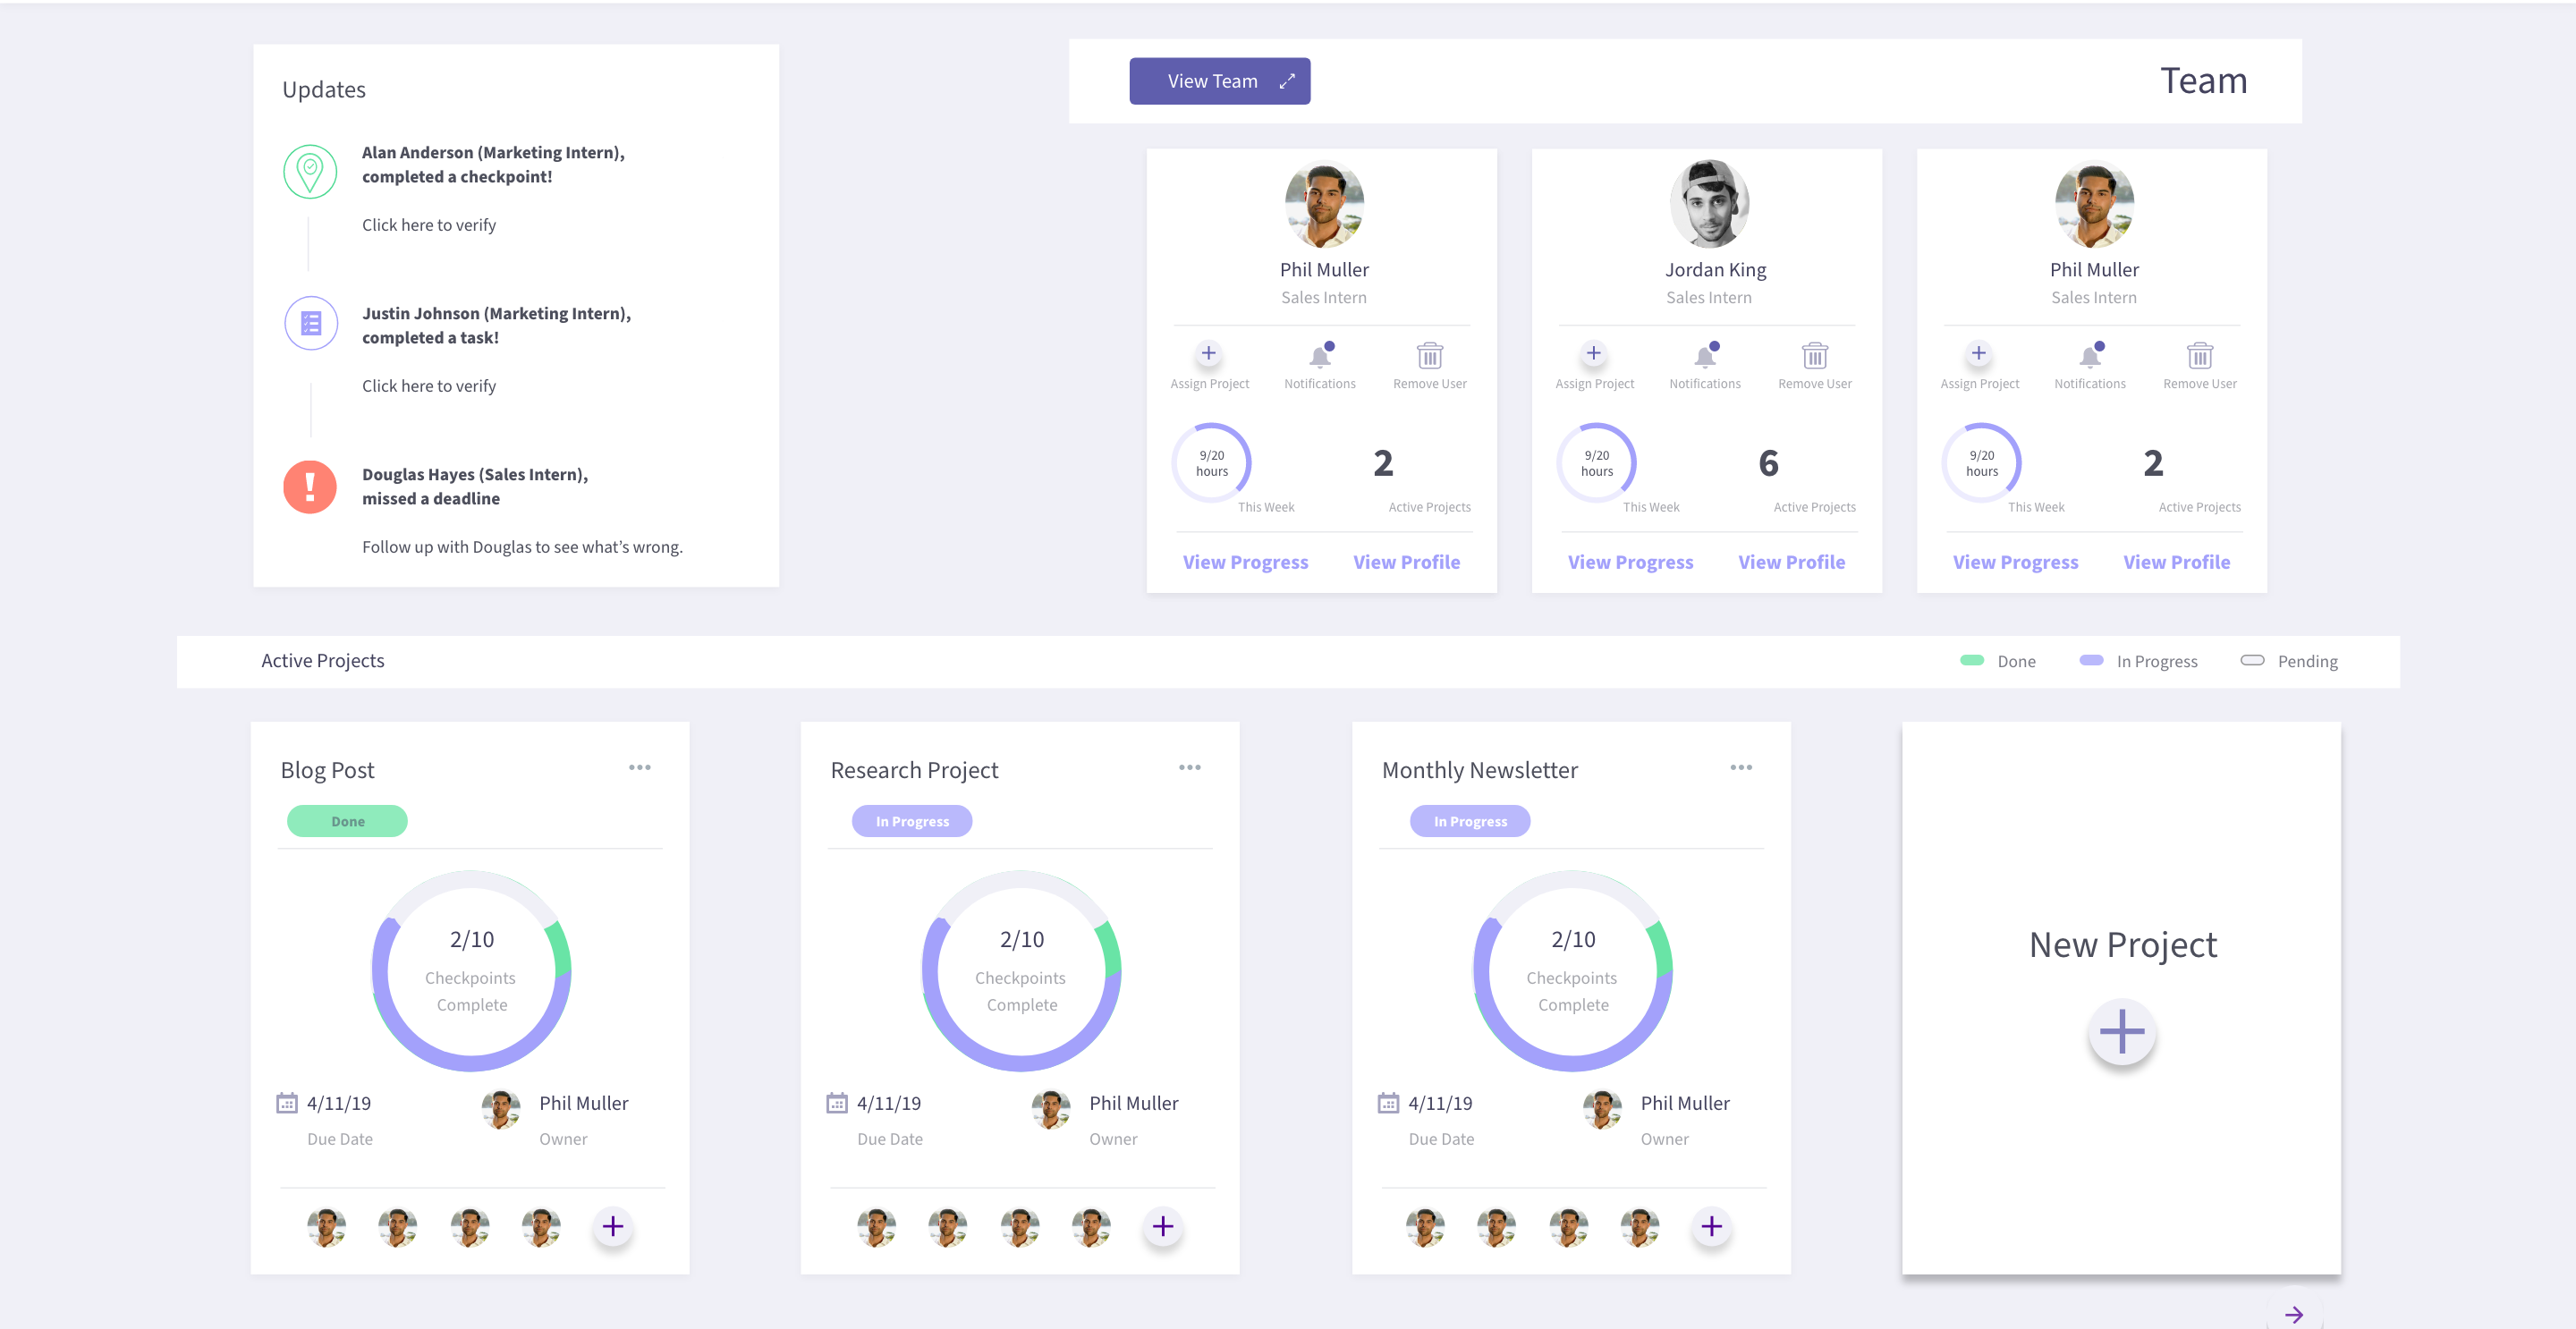 Updates
Alan Anderson (Marketing Intern),
completed a checkpoint!
Click here to verify
Justin Johnson (Marketing Intern),
completed a task!
Click here to verify
Douglas Hayes (Sales Intern),
missed a deadline
Follow up with Douglas to see what’s wrong.
View Team
Team
Phil Muller
Sales Intern
Assign Project
Notifications
Remove User
9/20
hours
This Week
2
Active Projects
View Progress
View Profile
Jordan King
Sales Intern
Assign Project
Notifications
Remove User
9/20
hours
This Week
6
Active Projects
View Progress
View Profile
Phil Muller
Sales Intern
Assign Project
Notifications
Remove User
9/20
hours
This Week
2
Active Projects
View Progress
View Profile
Active Projects
Done
In Progress
Pending
Blog Post
Done
2/10
Checkpoints
Complete
4/11/19
Due Date
Phil Muller
Owner
Research Project
In Progress
2/10
Checkpoints
Complete
4/11/19
Due Date
Phil Muller
Owner
Monthly Newsletter
In Progress
2/10
Checkpoints
Complete
4/11/19
Due Date
Phil Muller
Owner
New Project